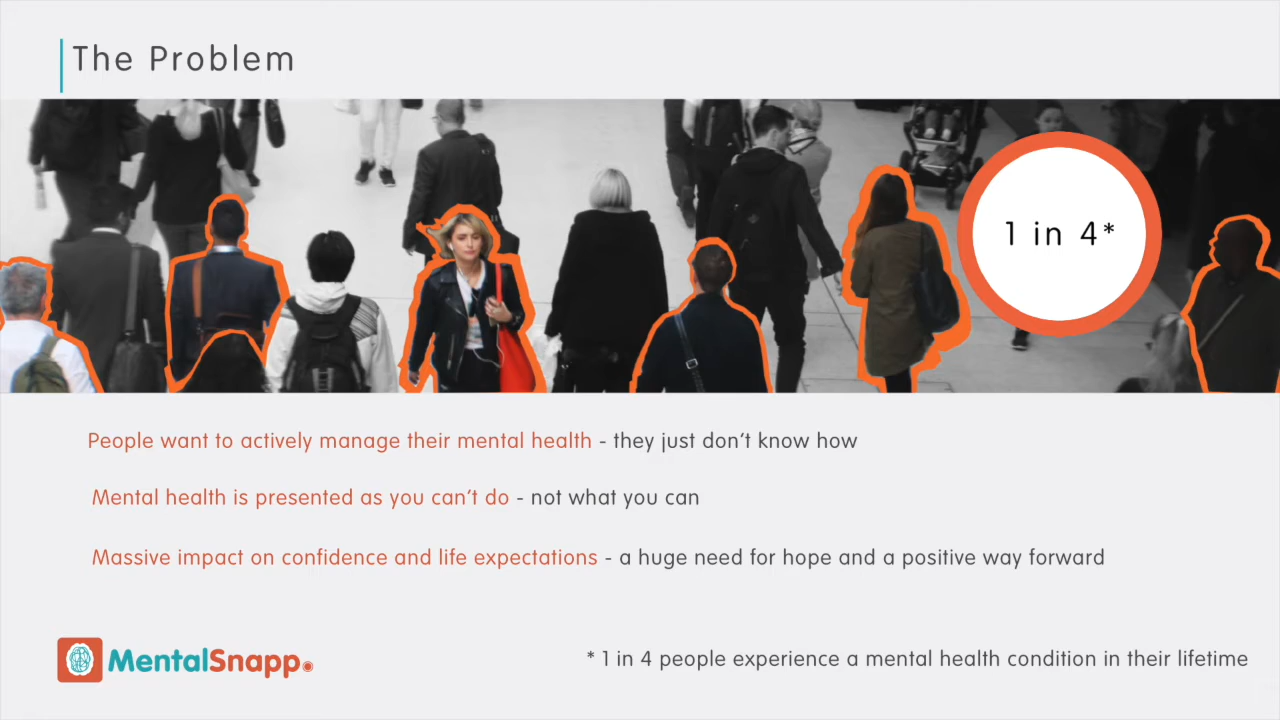 The Problem
1 in 4*
People want to actively manage their mental health - they just don't know how
Mental health is presented as you can't do - not what you can
Massive impact on confidence and life expectations - a huge need for hope and a positive way forward
MentalSnapp
* 1 in 4 people experience a mental health condition in their lifetime